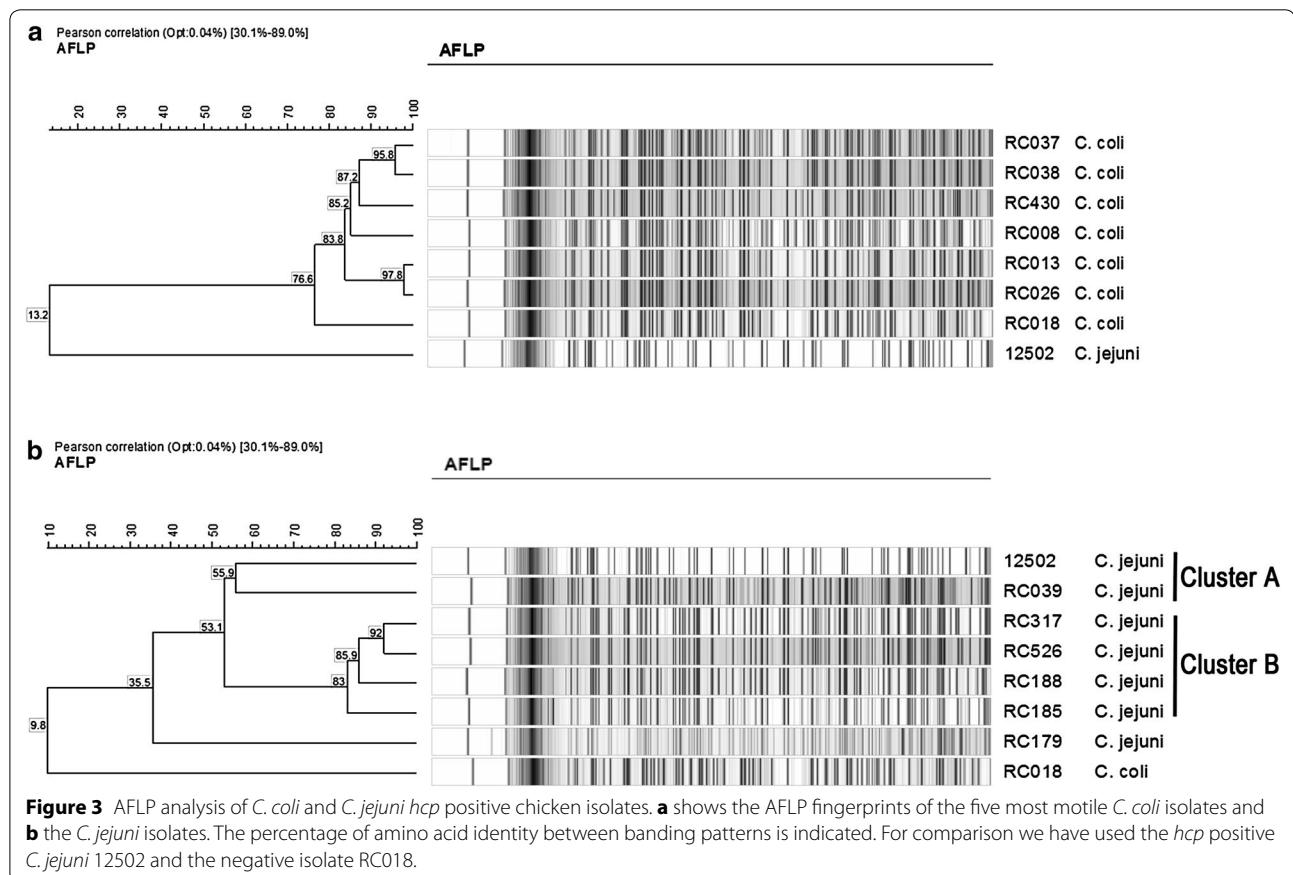 a Pearson correlation (Opt:0.04%) [30.1%-89.0%]
AFLP
AFLP
20 30 40 50 60 70 80 90 100
RC037 C. coli
95.8
RC038 C. coli
87.2
RC430 C. coli
85.2
RC008 C. coli
83.8
RC013 C. coli
97.8
76.6
RC026 C. coli
13.2
RC018 C. coli
12502 C. jejuni
b Pearson correlation (Opt:0.04%) [30.1%-89.0%]
AFLP
AFLP
10 20 30 40 50 60 70 80 90 100
12502 C. jejuni
55.9
Cluster A
RC039 C. jejuni
RC317 C. jejuni
92
53.1
RC526 C. jejuni
85.9
Cluster B
RC188 C. jejuni
83
35.5
RC185 C. jejuni
9.8
RC179 C. jejuni
RC018 C. coli
Figure 3 AFLP analysis of C. coli and C. jejuni hcp positive chicken isolates. a shows the AFLP fingerprints of the five most motile C. coli isolates and
b the C. jejuni isolates. The percentage of amino acid identity between banding patterns is indicated. For comparison we have used the hcp positive
C. jejuni 12502 and the negative isolate RC018.